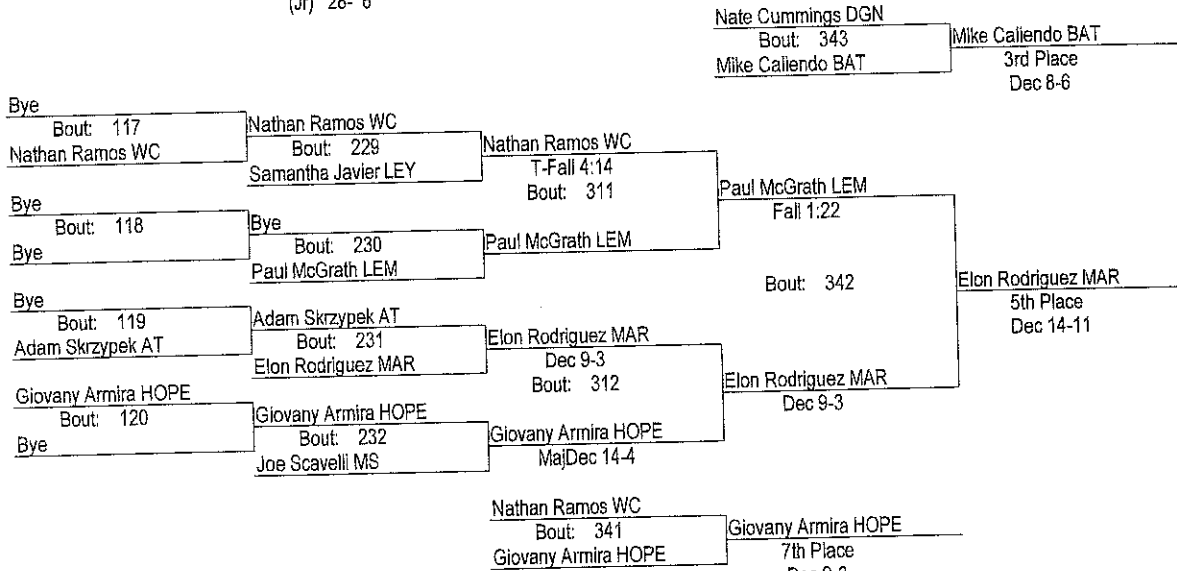 (Jr) 28- 6
Nate Cummings DGN
Bout: 343
Mike Caliendo BAT
Mike Caliendo BAT
3rd Place
Dec 8-6
Bye
Bout: 117
Nathan Ramos WC
Nathan Ramos WC
Bout: 229
Samantha Javier LEY
Nathan Ramos WC
T-Fall 4:14
Bout: 311
Bye
Bout: 118
Bye
Bye
Bout: 230
Paul McGrath LEM
Paul McGrath LEM
Paul McGrath LEM
Fall 1:22
Bout: 342
Elon Rodriguez MAR
5th Place
Dec 14-11
Bye
Bout: 119
Adam Skrzypek AT
Adam Skrzypek AT
Bout: 231
Elon Rodriguez MAR
Elon Rodriguez MAR
Dec 9-3
Bout: 312
Elon Rodriguez MAR
Dec 9-3
Giovany Armira HOPE
Bout: 120
Bye
Giovany Armira HOPE
Bout: 232
Joe Scavelli MS
Giovany Armira HOPE
MajDec 14-4
Nathan Ramos WC
Bout: 341
Giovany Armira HOPE
Giovany Armira HOPE
7th Place